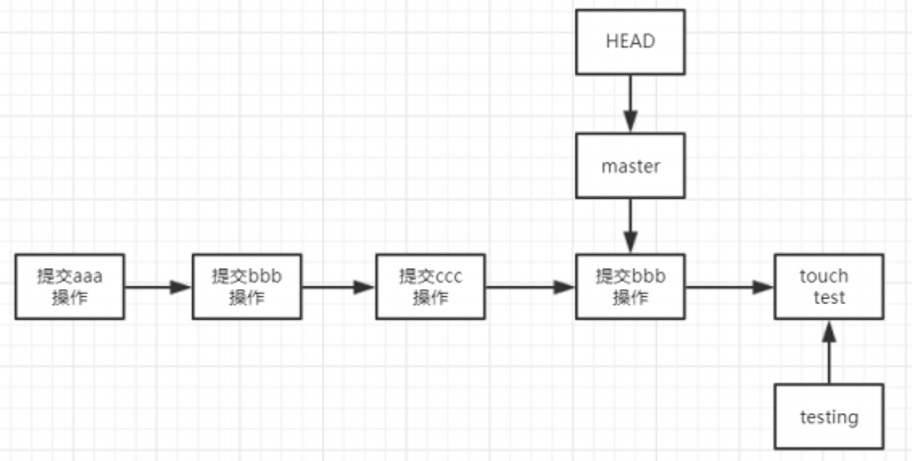 HEAD
master
提交aaa
操作
提交bbb
操作
提交ccc
操作
提交bbb
操作
touch
test
testing